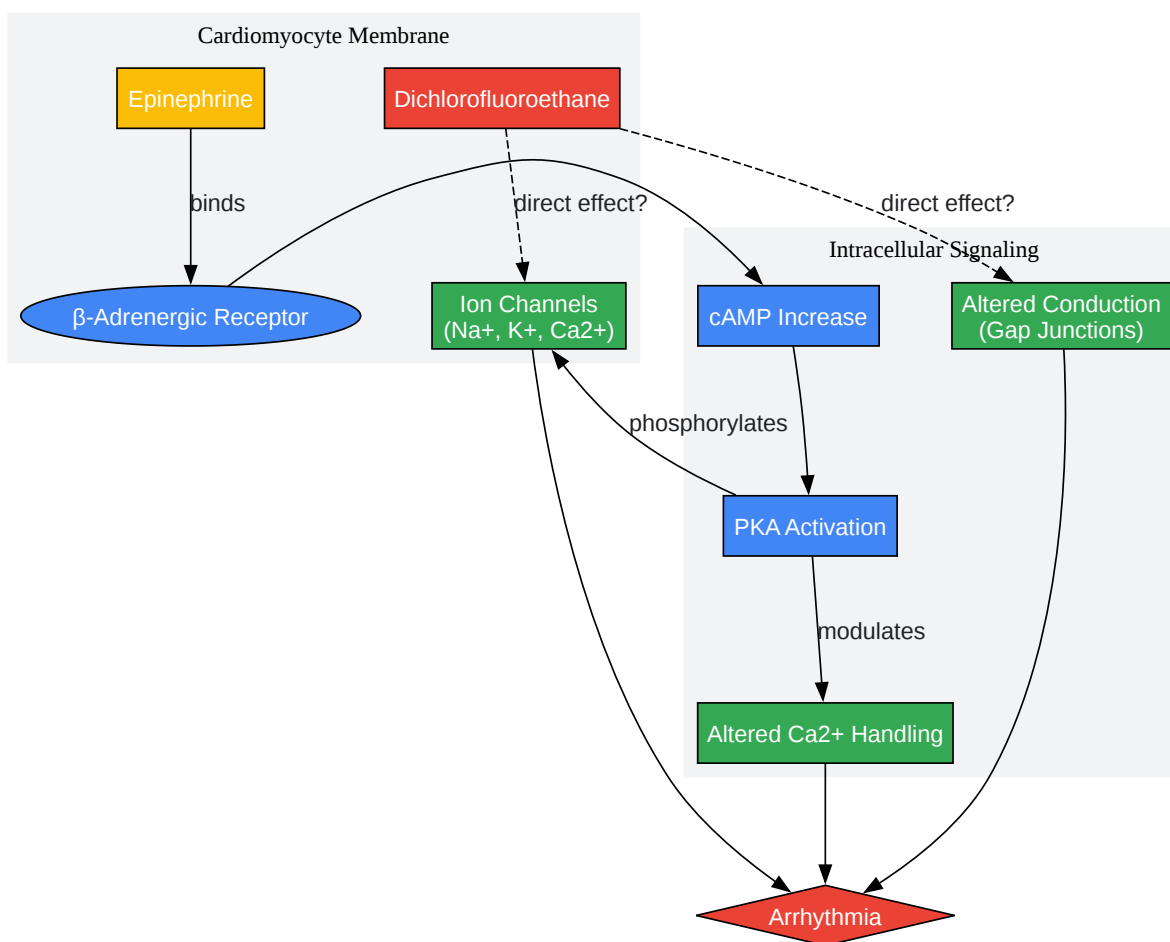 Cardiomyocyte Membrane
Epinephrine
Dichlorofluoroethane
binds
direct effect?
direct effect?
Intracellular Signaling
β-Adrenergic Receptor
Ion Channels
(Na+, K+, Ca2+)
cAMP Increase
Altered Conduction
(Gap Junctions)
phosphorylates
PKA Activation
modulates
Altered Ca2+ Handling
Arrhythmia